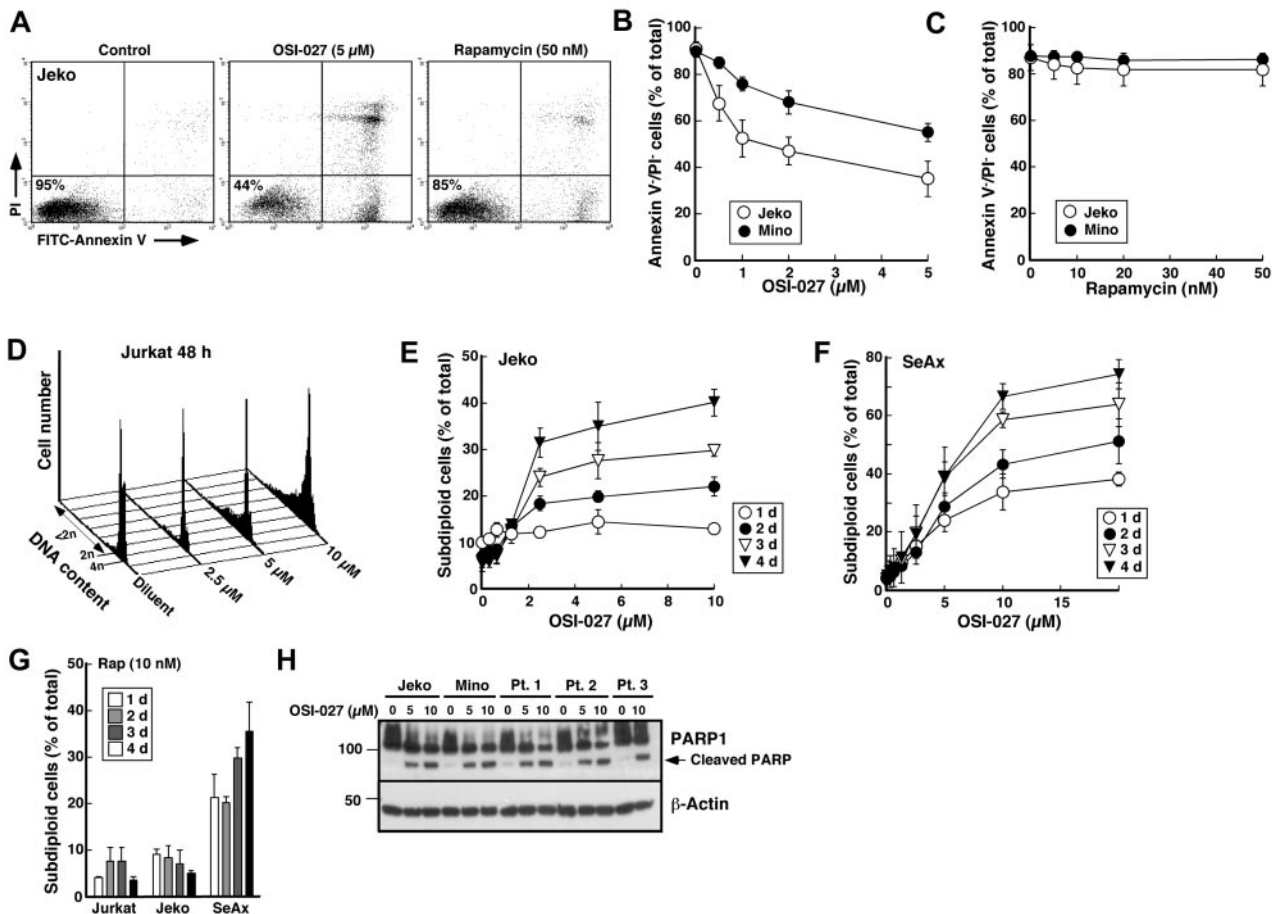 A
Control
OSI-027 (5 µM)
Rapamycin (50 nM)
Jeko
95%
44%
85%
PI
FITC-Annexin V
B
Annexin V-/PI- cells (% of total)
100
80
60
40
20
0
Jeko
Mino
0 1 2 3 4 5
OSI-027 (µM)
C
Annexin V-/PI- cells (% of total)
100
80
60
40
20
0
Jeko
Mino
0 10 20 30 40 50
Rapamycin (nM)
D
Jurkat 48 h
Cell number
DNA content
<2n
2n
4n
Diluent
2.5 µM
5 µM
10 µM
E
Jeko
Subdiploid cells (% of total)
50
40
30
20
10
0
1 d
2 d
3 d
4 d
0 2 4 6 8 10
OSI-027 (µM)
F
SeAx
Subdiploid cells (% of total)
80
60
40
20
0
1 d
2 d
3 d
4 d
0 5 10 15
OSI-027 (µM)
G
Rap (10 nM)
Subdiploid cells (% of total)
50
40
30
20
10
0
1 d
2 d
3 d
4 d
Jurkat Jeko SeAx
H
Jeko Mino Pt. 1 Pt. 2 Pt. 3
OSI-027 (µM) 0 5 10 0 5 10 0 5 10 0 5 10 0 10
PARP1
100
Cleaved PARP
50
β-Actin